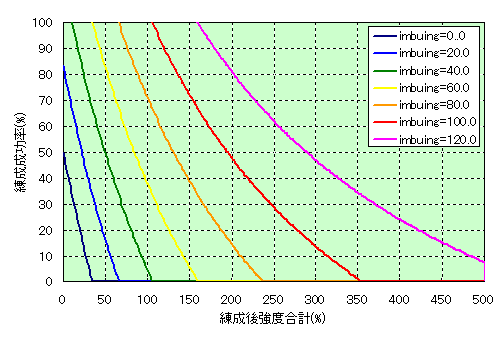 練成成功率(%)
100
90
80
70
60
50
40
30
20
10
0
imbuing=0..0
imbuing=20.0
imbuing=40.0
imbuing=60.0
imbuing=80.0
imbuing=100.0
imbuing=120.0
0 50 100 150 200 250 300 350 400 450 500
練成後強度合計(%)